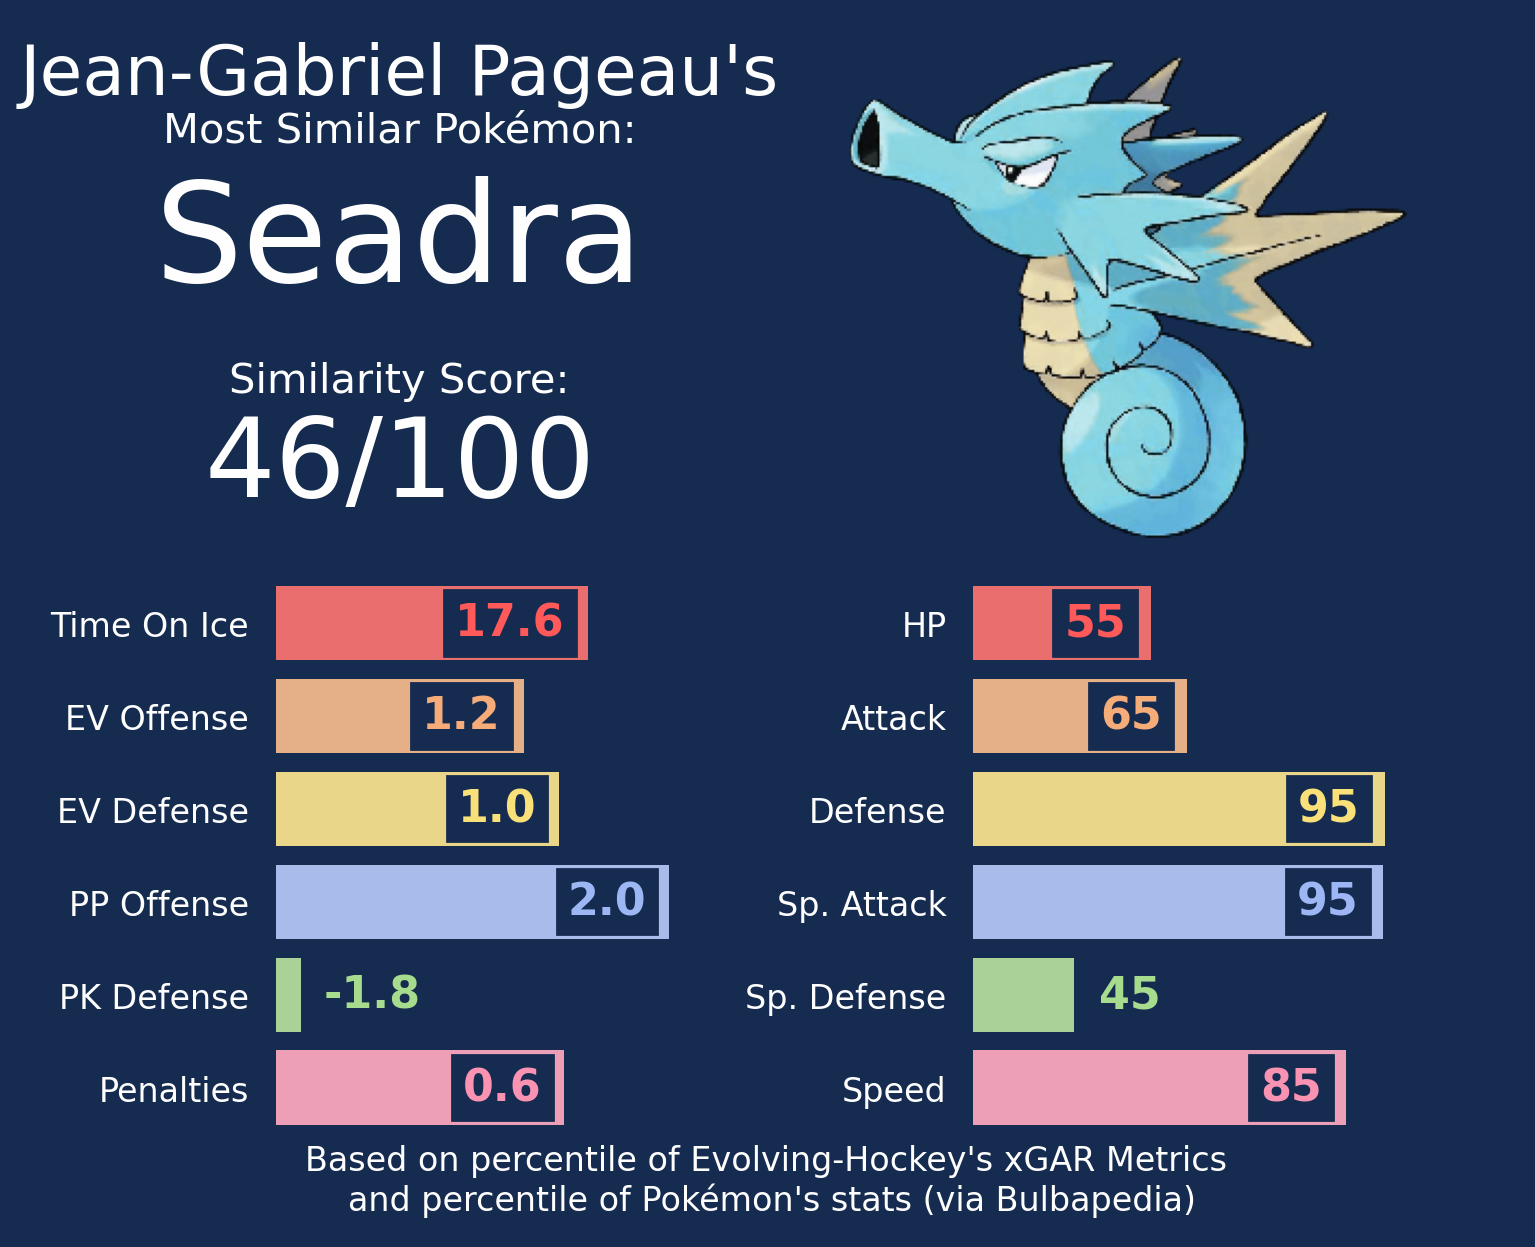 Jean-Gabriel Pageau's
Most Similar Pokémon:
Seadra
Similarity Score:
46/100
Time On Ice 17.6
EV Offense 1.2
EV Defense 1.0
PP Offense 2.0
PK Defense -1.8
Penalties 0.6
HP 55
Attack 65
Defense 95
Sp. Attack 95
Sp. Defense 45
Speed 85
Based on percentile of Evolving-Hockey's xGAR Metrics
and percentile of Pokémon's stats (via Bulbapedia)